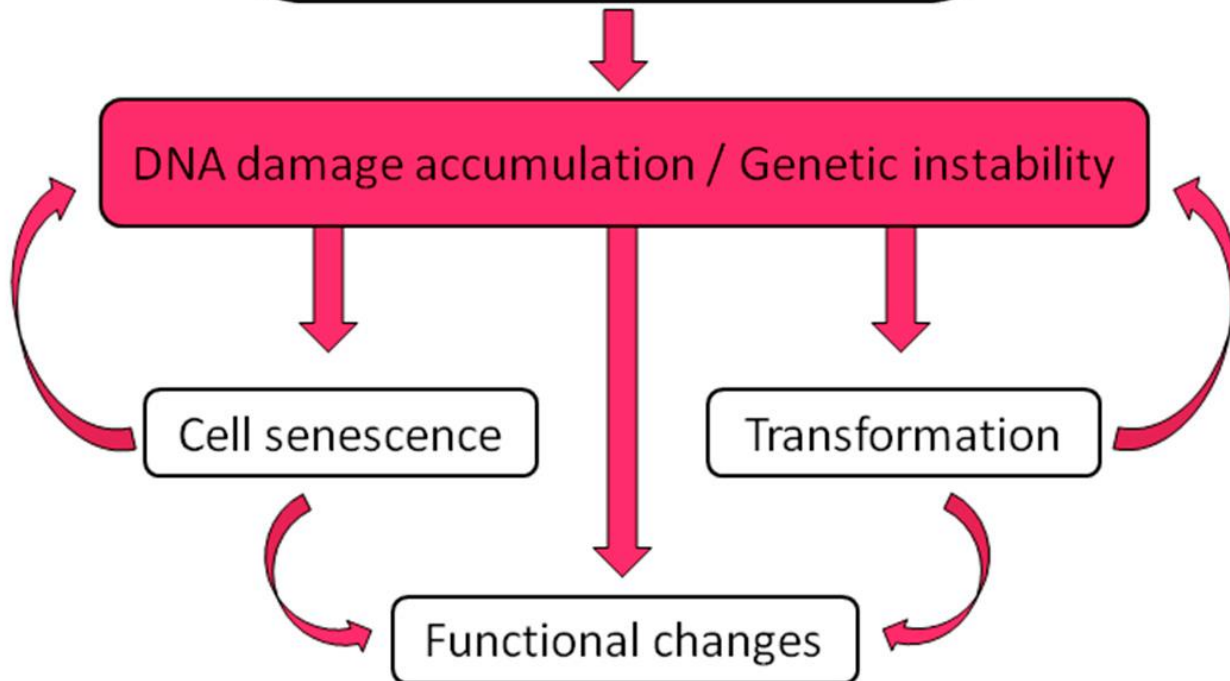 DNA damage accumulation / Genetic instability
Cell senescence
Transformation
Functional changes